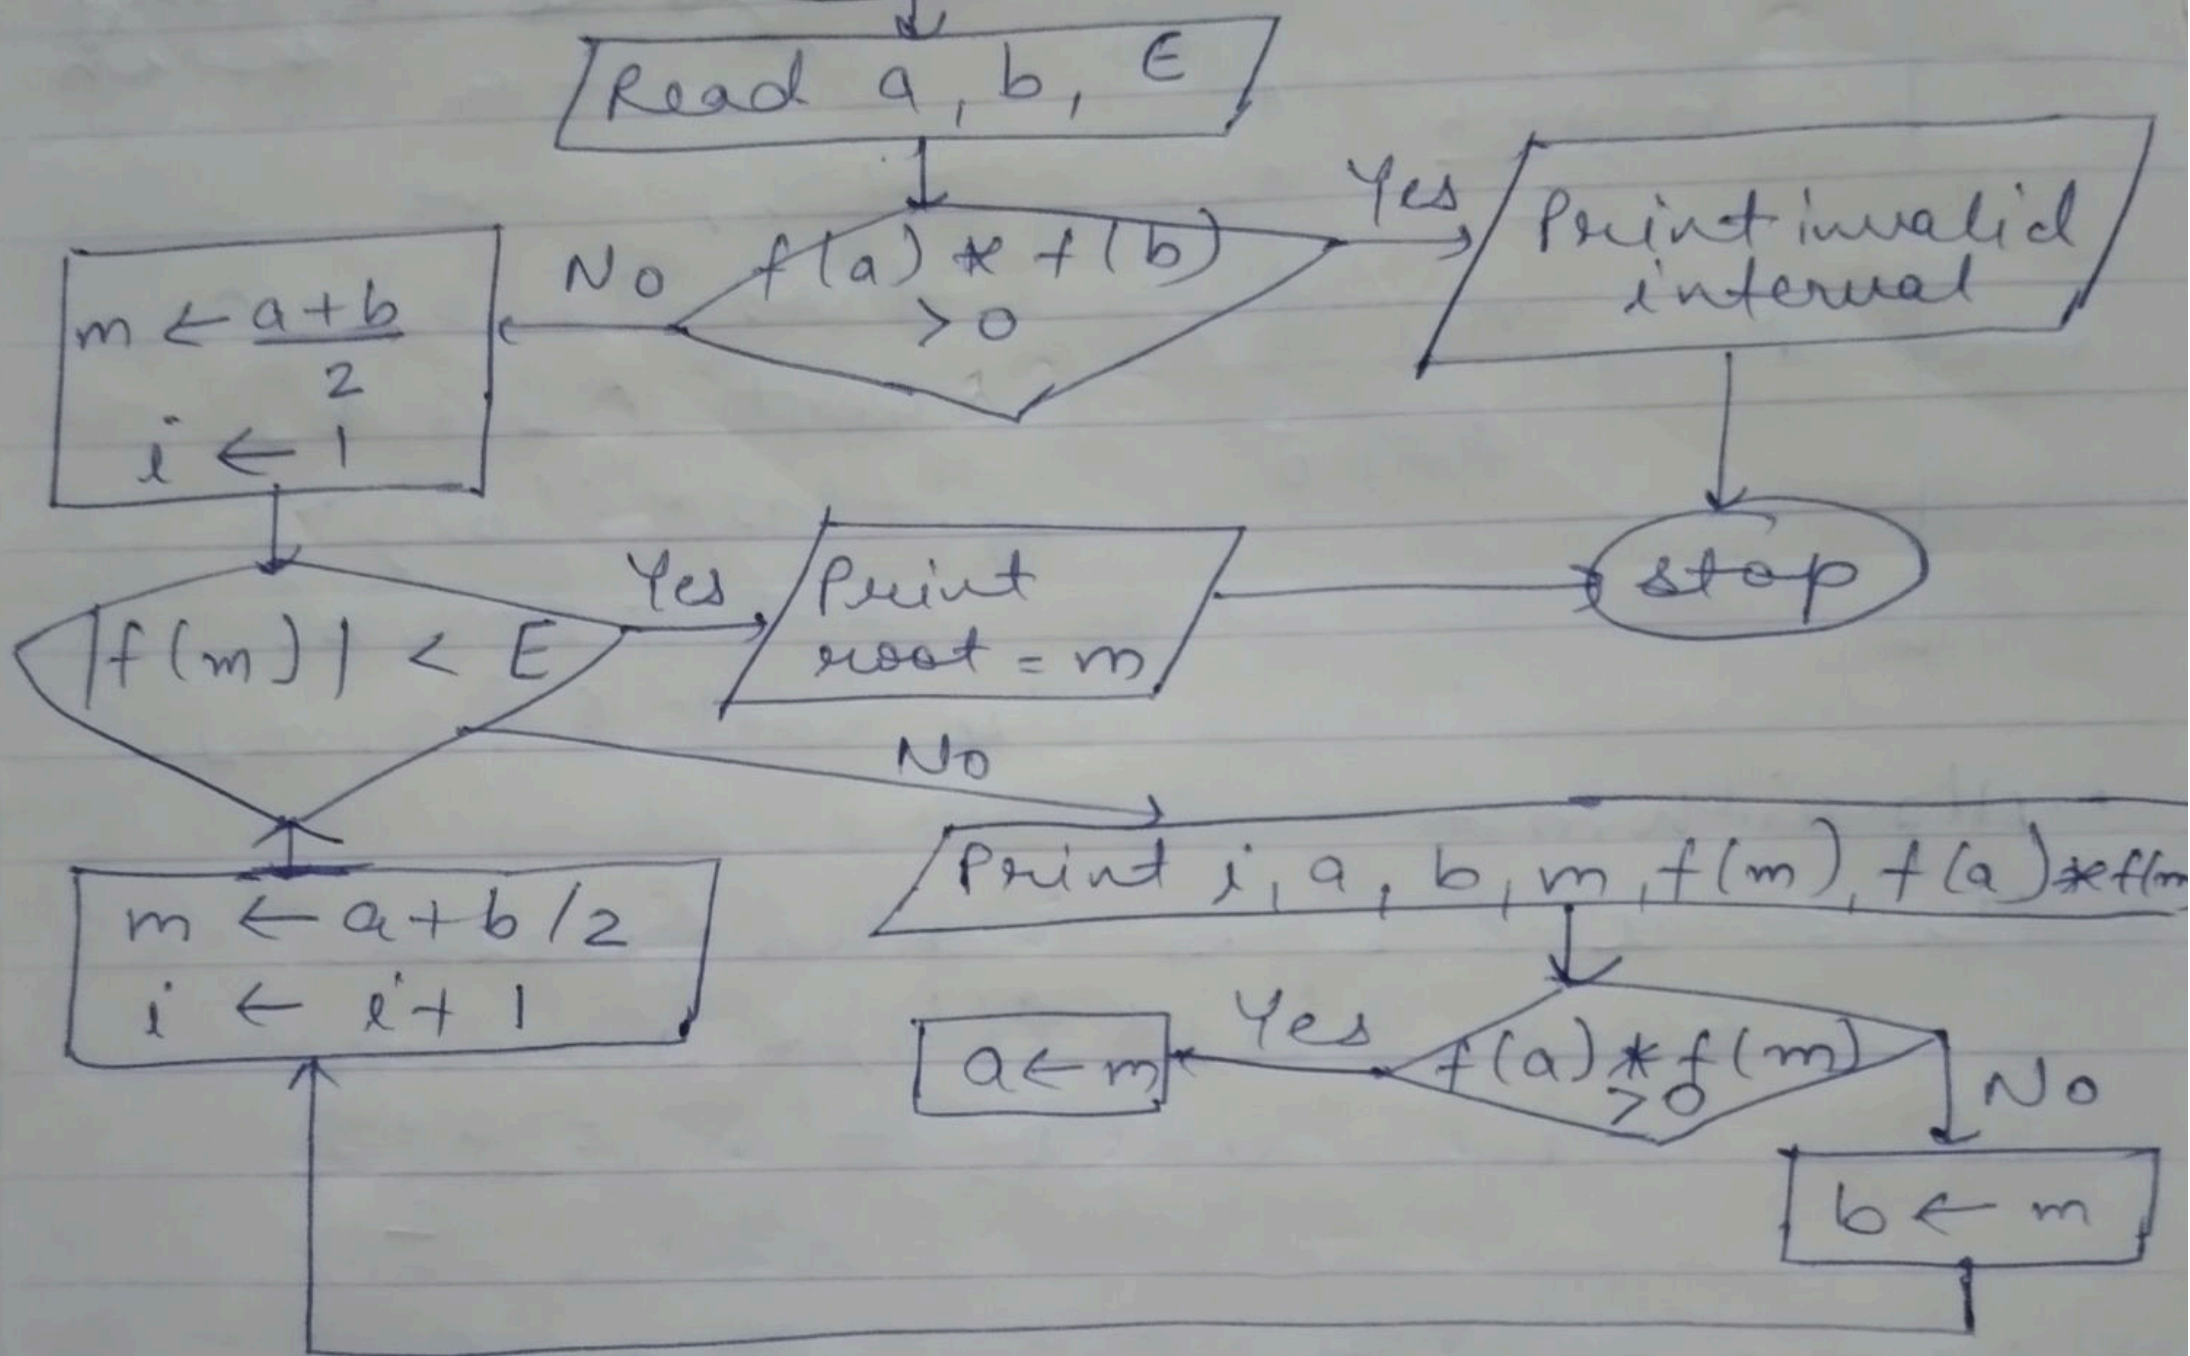 Read a, b, E
f(a) * f(b)
> 0
Yes
Print invalid
interval
No
m ← a+b
2
i ← 1
stop
|f(m)| < E
Yes
Print
root = m
No
Print i, a, b, m, f(m), f(a)*f(m
f(a) * f(m)
> 0
Yes
a ← m
No
b ← m
m ← a+b/2
i ← i+1